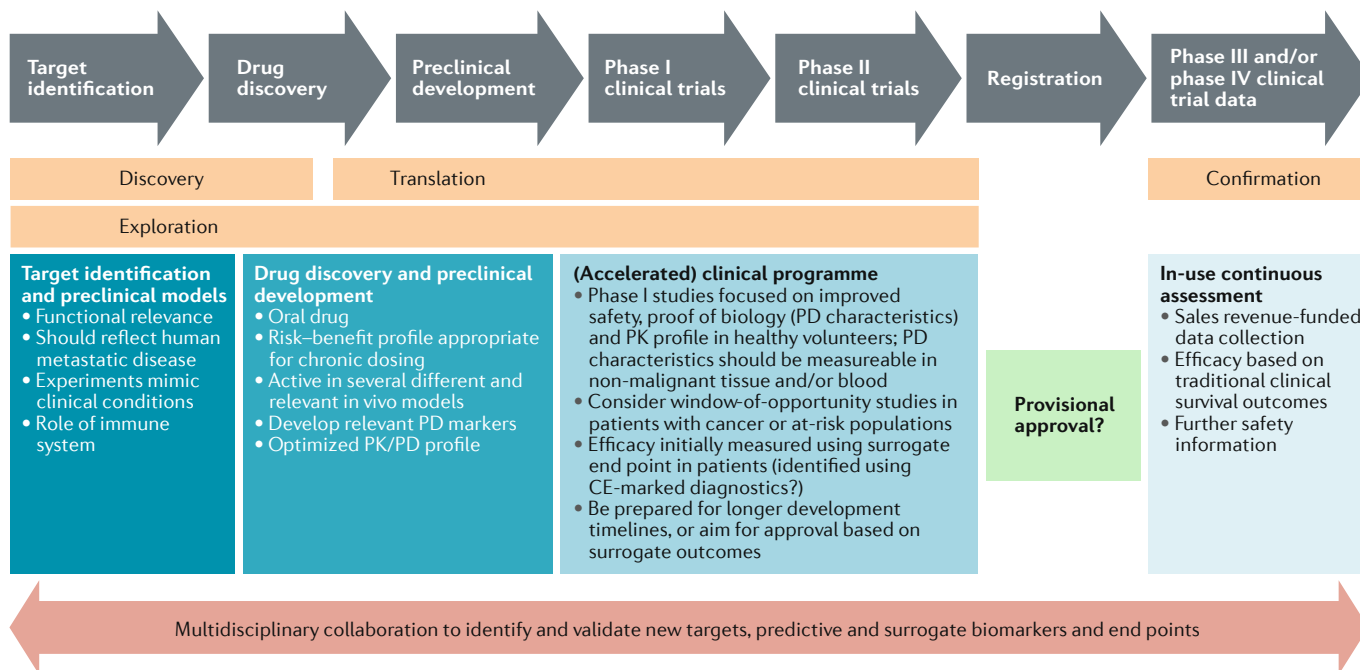 Target
identification
Drug
discovery
Preclinical
development
Phase I
clinical trials
Phase II
clinical trials
Registration
Phase III and/or
phase IV clinical
trial data
Discovery
Translation
Confirmation
Exploration
Target identification
and preclinical models
• Functional relevance
• Should reflect human
metastatic disease
• Experiments mimic
clinical conditions
• Role of immune
system
Drug discovery and preclinical
development
• Oral drug
• Risk–benefit profile appropriate
for chronic dosing
• Active in several different and
relevant in vivo models
• Develop relevant PD markers
• Optimized PK/PD profile
(Accelerated) clinical programme
• Phase I studies focused on improved
safety, proof of biology (PD characteristics)
and PK profile in healthy volunteers; PD
characteristics should be measureable in
non-malignant tissue and/or blood
• Consider window-of-opportunity studies in
patients with cancer or at-risk populations
• Efficacy initially measured using surrogate
end point in patients (identified using
CE-marked diagnostics?)
• Be prepared for longer development
timelines, or aim for approval based on
surrogate outcomes
Provisional
approval?
In-use continuous
assessment
• Sales revenue-funded
data collection
• Efficacy based on
traditional clinical
survival outcomes
• Further safety
information
Multidisciplinary collaboration to identify and validate new targets, predictive and surrogate biomarkers and end points